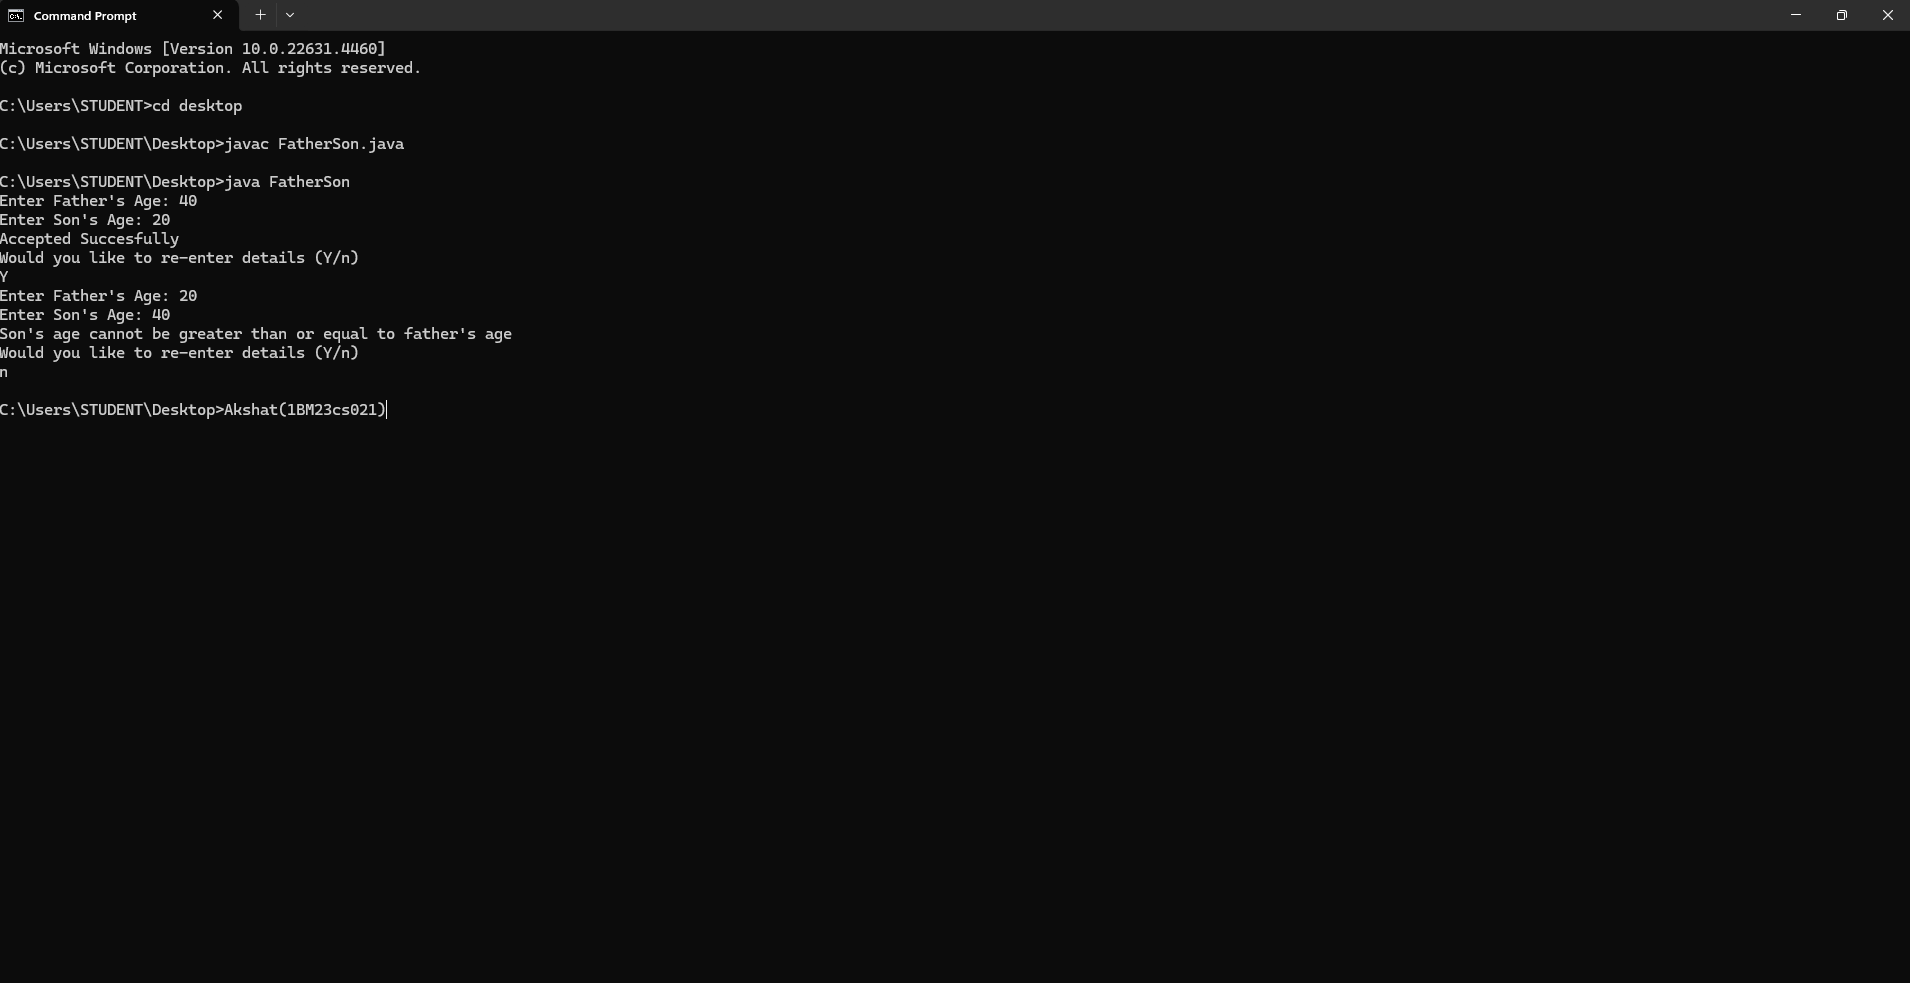 Command Prompt
Microsoft Windows [Version 10.0.22631.4460]
(c) Microsoft Corporation. All rights reserved.
C:\Users\STUDENT>cd desktop
C:\Users\STUDENT\Desktop>javac FatherSon.java
C:\Users\STUDENT\Desktop>java FatherSon
Enter Father's Age: 40
Enter Son's Age: 20
Accepted Succesfully
Would you like to re-enter details (Y/n)
Y
Enter Father's Age: 20
Enter Son's Age: 40
Son's age cannot be greater than or equal to father's age
Would you like to re-enter details (Y/n)
n
C:\Users\STUDENT\Desktop>Akshat(1BM23cs021)